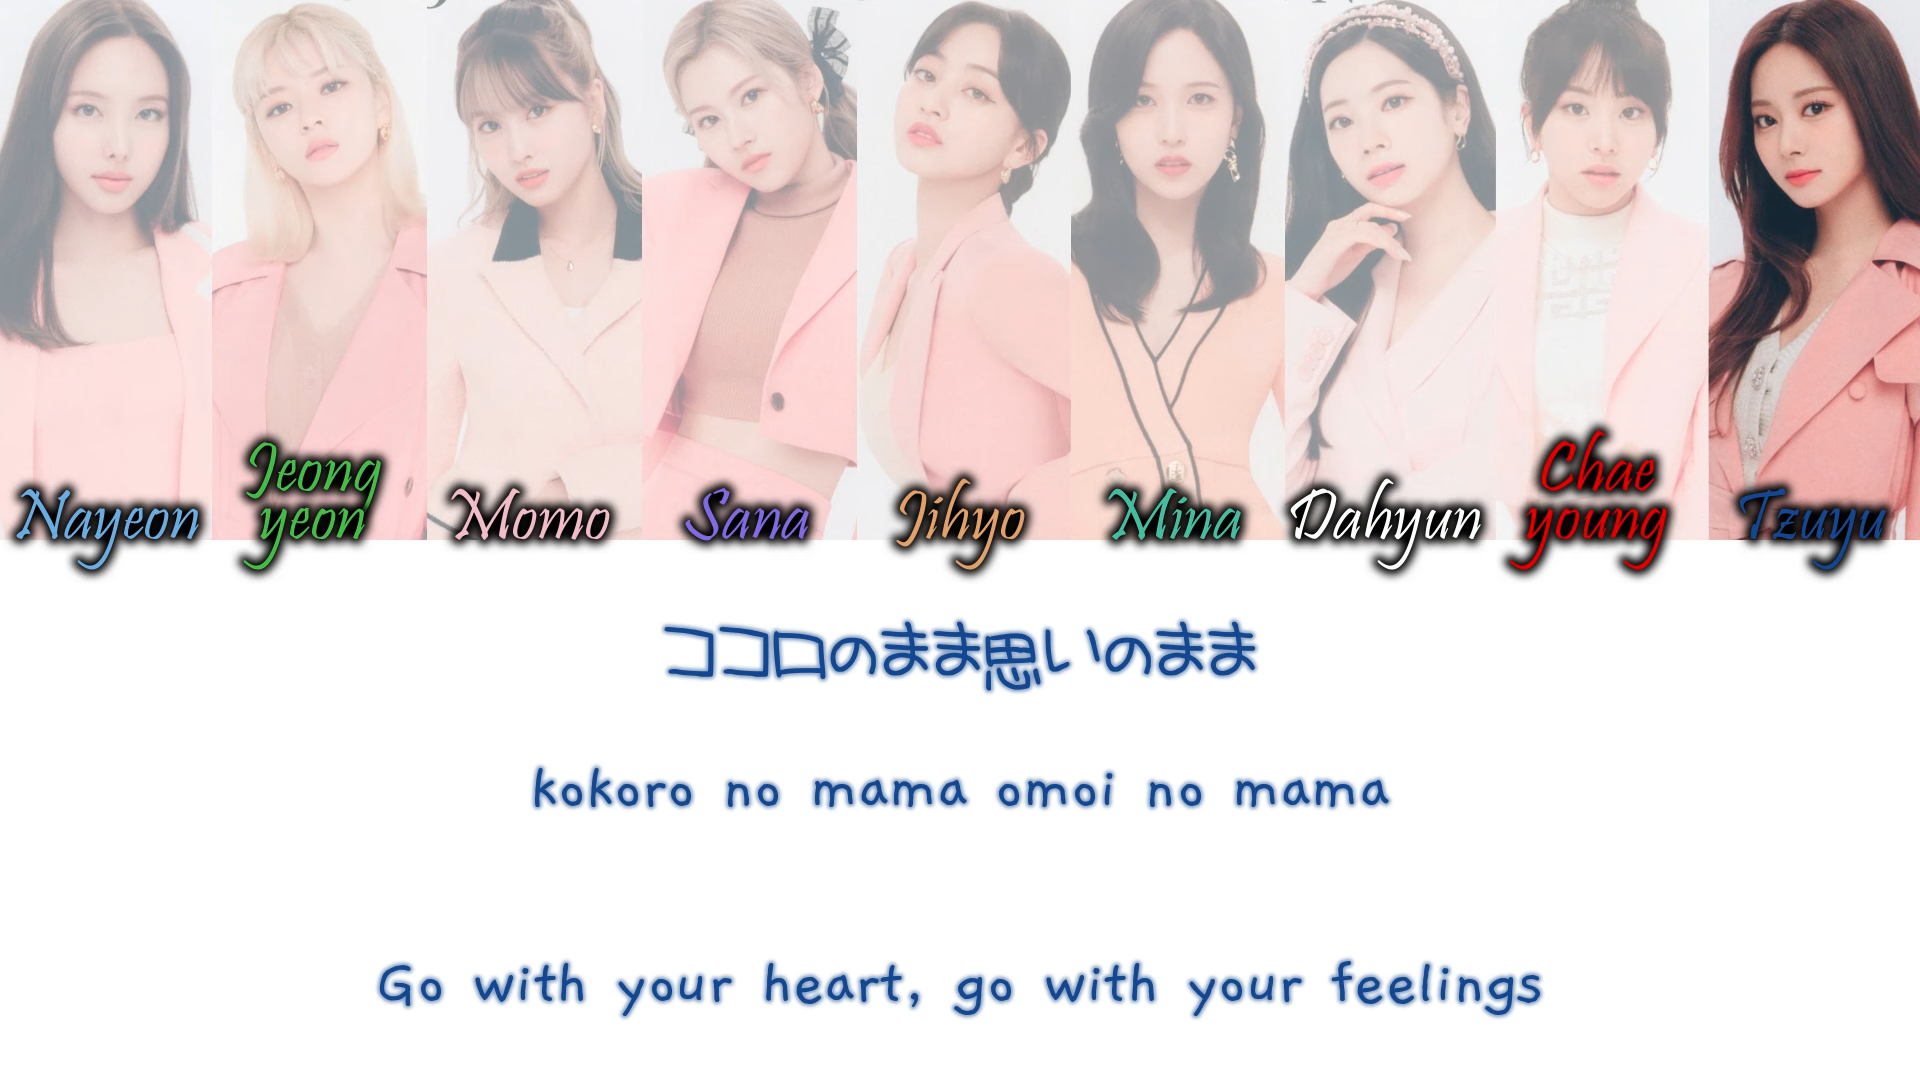 Nayeon
Jeong
yeon
Momo
Sana
Jihyo
Mina
Dahyun
Chae
young
Tzuyu
ココロのまま思いのまま
kokoro no mama omoi no mama
Go with your heart, go with your feelings